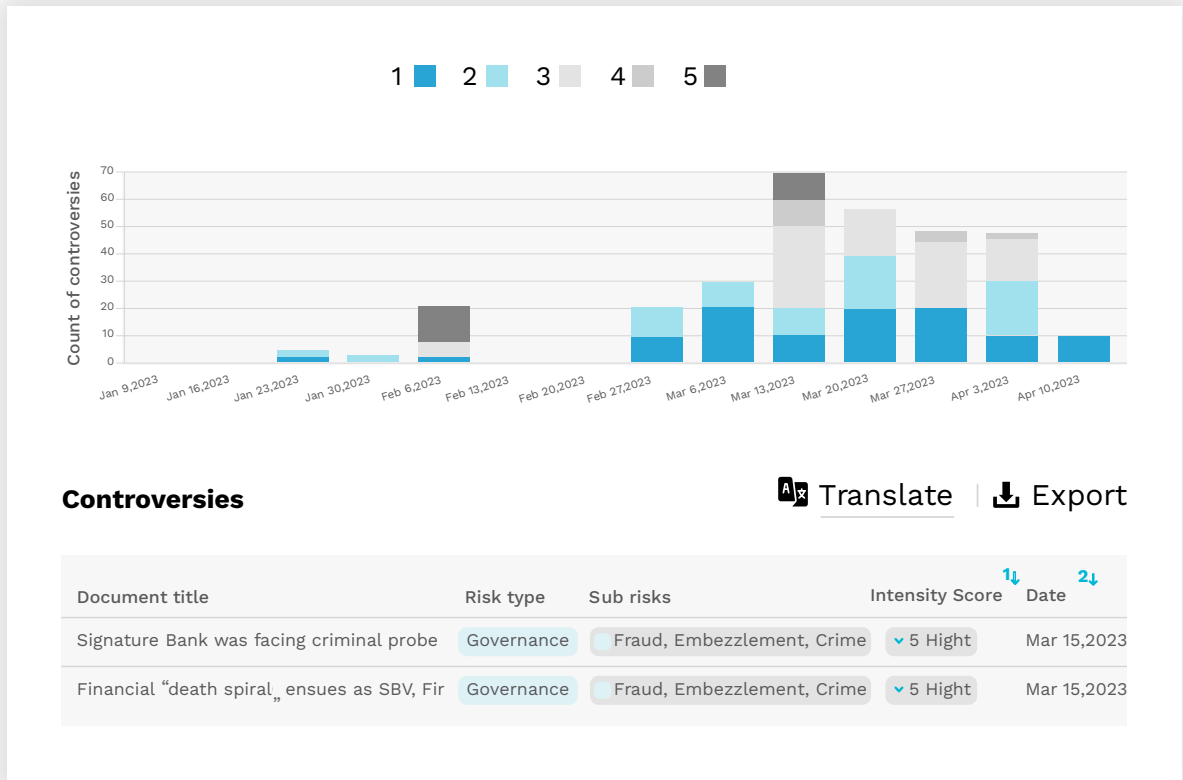 1 2 3 4 5
Count of controversies
70
60
50
40
30
20
10
0
Jan 9,2023 Jan 16,2023 Jan 23,2023 Jan 30,2023 Feb 6,2023 Feb 13,2023 Feb 20,2023 Feb 27,2023 Mar 6,2023 Mar 13,2023 Mar 20,2023 Mar 27,2023 Apr 3,2023 Apr 10,2023
Controversies Translate Export
Document title Risk type Sub risks Intensity Score 1 Date 2
Signature Bank was facing criminal probe Governance Fraud, Embezzlement, Crime 5 Hight Mar 15,2023
Financial “death spiral„ ensues as SBV, Fir Governance Fraud, Embezzlement, Crime 5 Hight Mar 15,2023